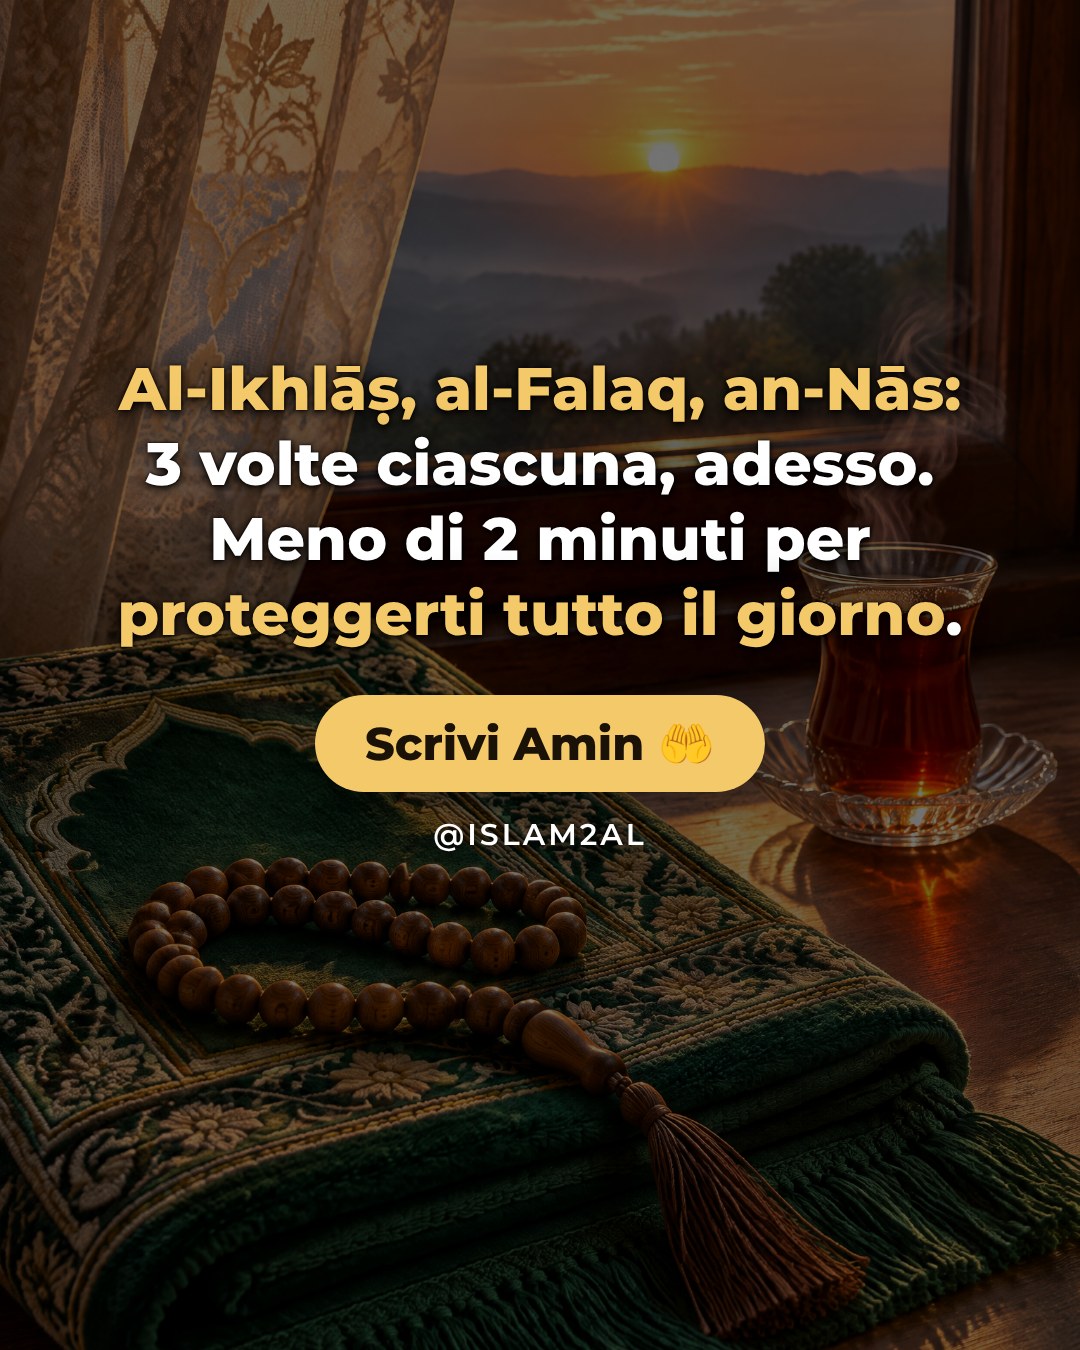 Al-Ikhlāṣ, al-Falaq, an-Nās:
3 volte ciascuna, adesso.
Meno di 2 minuti per
proteggerti tutto il giorno.
Scrivi Amin 🤲
@ISLAM2AL